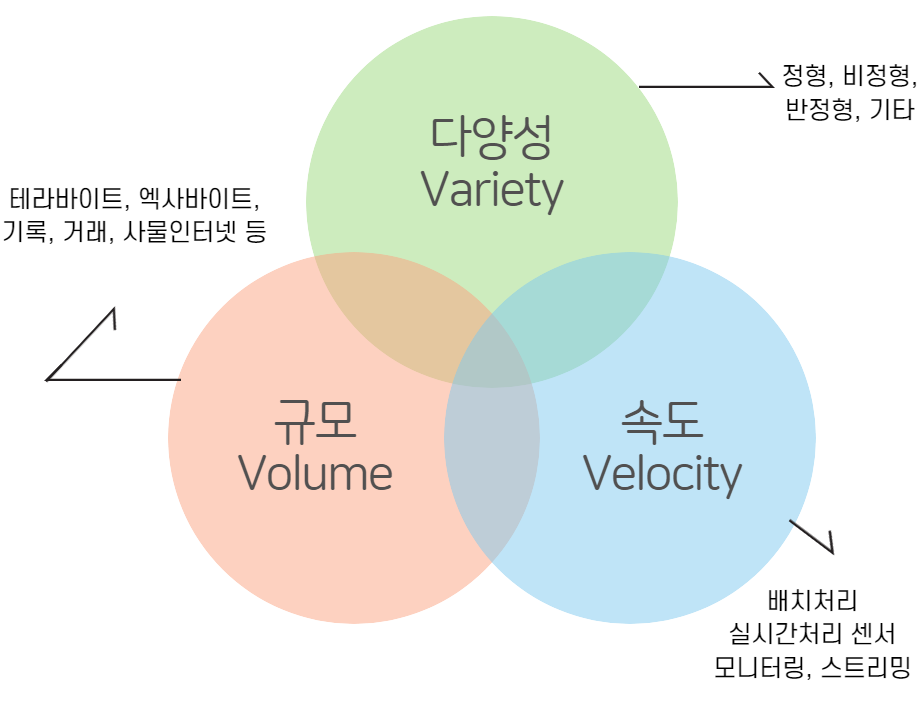 다양성
Variety
정형, 비정형,
반정형, 기타
테라바이트, 엑사바이트,
기록, 거래, 사물인터넷 등
규모
Volume
속도
Velocity
배치처리
실시간처리 센서
모니터링, 스트리밍